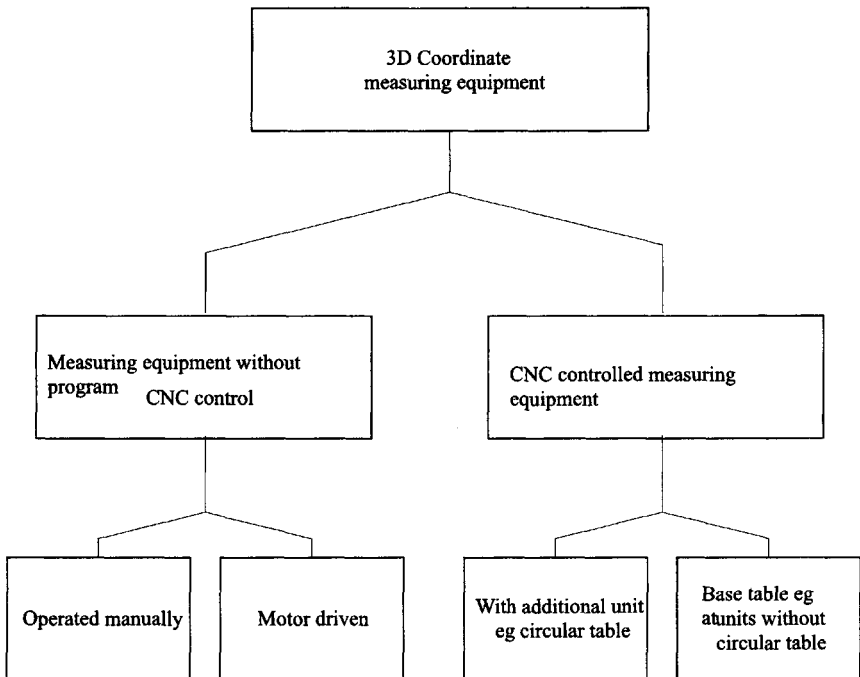 3D Coordinate
measuring equipment
Measuring equipment without
program
CNC control
CNC controlled measuring
equipment
Operated manually
Motor driven
With additional unit
eg circular table
Base table eg
atunits without
circular table